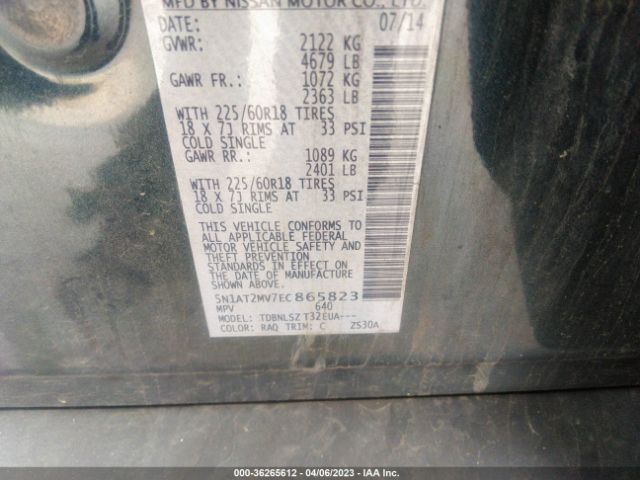 MFD BY NISSAN MOTOR CO., LTD.
DATE: 07/14
GVWR: 2122 KG
4679 LB
GAWR FR.: 1072 KG
2363 LB
WITH 225/60R18 TIRES
18 X 7J RIMS AT 33 PSI
COLD SINGLE
GAWR RR.: 1089 KG
2401 LB
WITH 225/60R18 TIRES
18 X 7J RIMS AT 33 PSI
COLD SINGLE
THIS VEHICLE CONFORMS TO
ALL APPLICABLE FEDERAL
MOTOR VEHICLE SAFETY AND
THEFT PREVENTION
STANDARDS IN EFFECT ON
THE DATE OF MANUFACTURE
SHOWN ABOVE.
5N1AT2MV7EC865823
MPV 640
MODEL: TDBNLSZ T32EUA---
COLOR: RAQ TRIM: C ZS30A
000-36265612 - 04/06/2023 - IAA Inc.